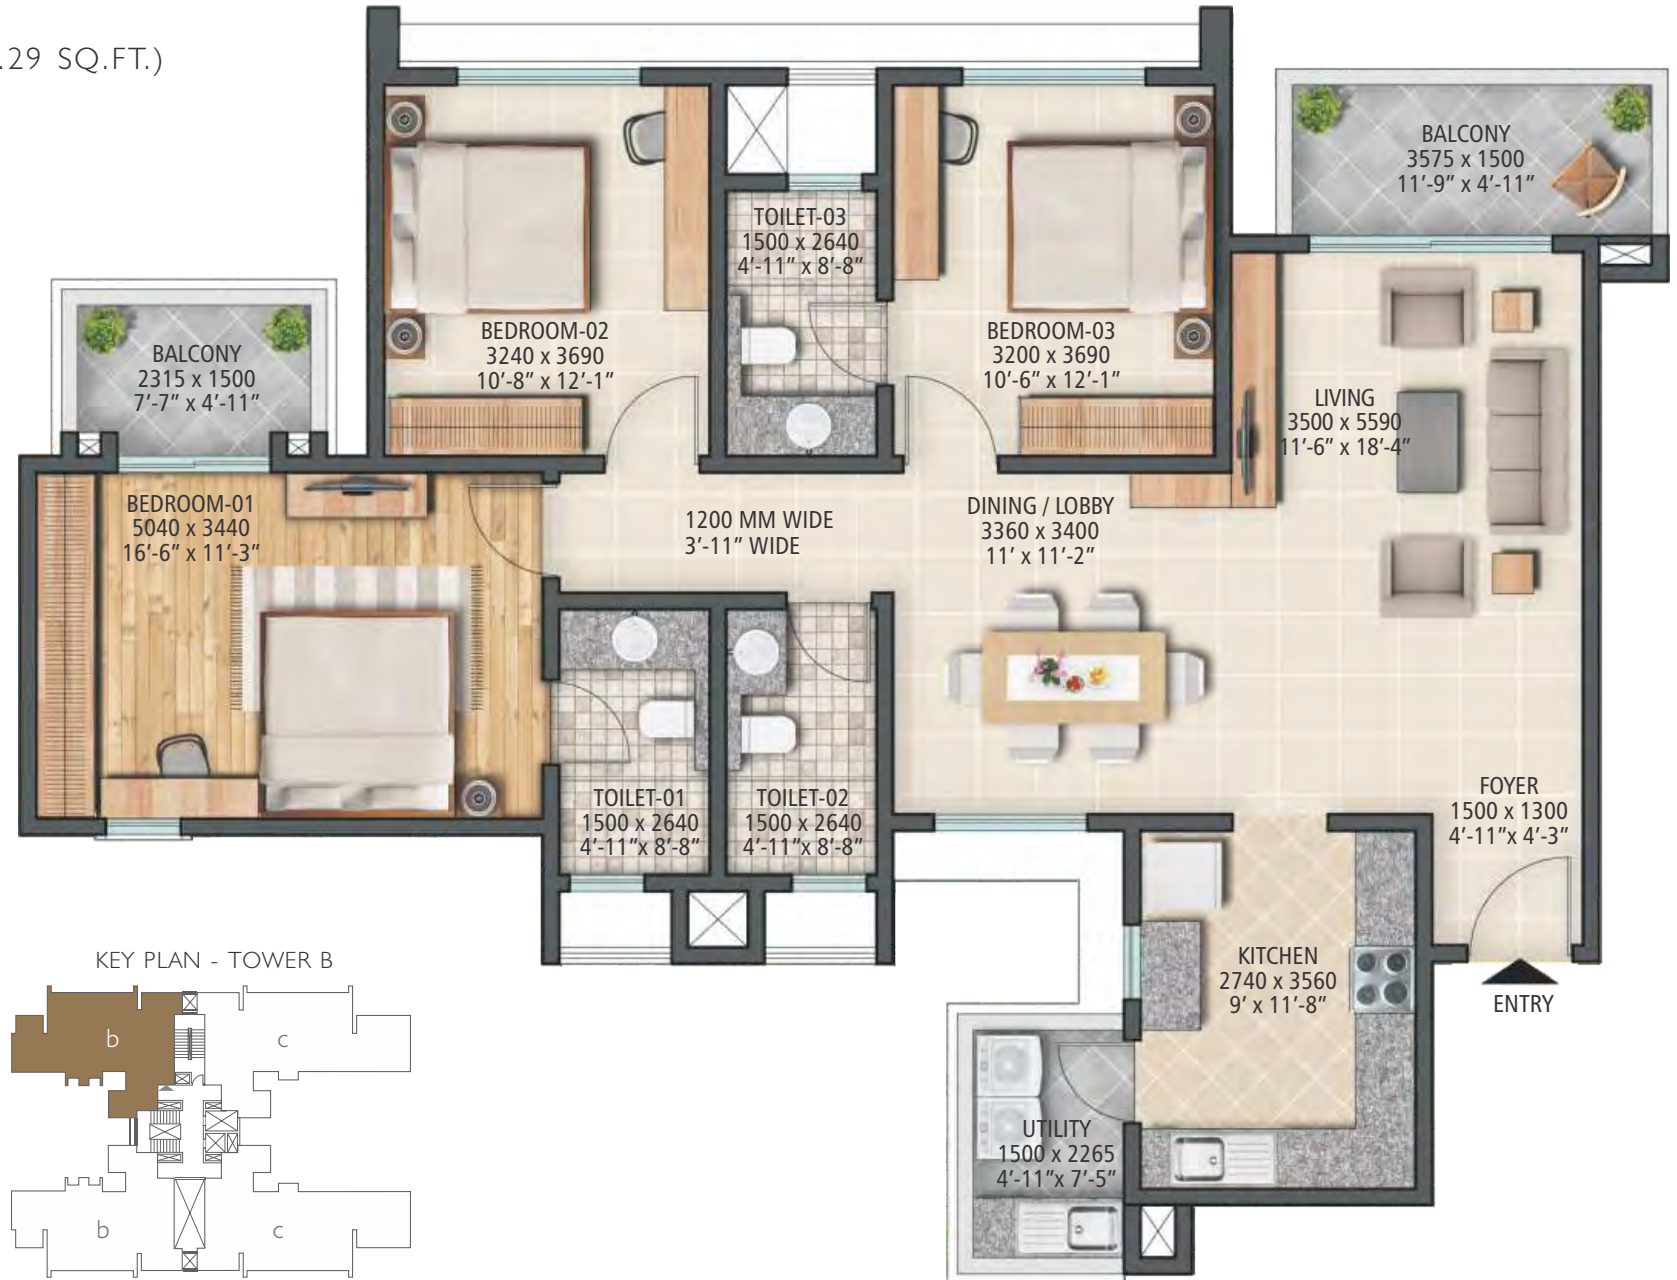 .29 SQ.FT.)
BALCONY
3575 x 1500
11'-9" x 4'-11"
TOILET-03
1500 x 2640
4'-11" x 8'-8"
BEDROOM-02
3240 x 3690
10'-8" x 12'-1"
BEDROOM-03
3200 x 3690
10'-6" x 12'-1"
BALCONY
2315 x 1500
7'-7" x 4'-11"
LIVING
3500 x 5590
11'-6" x 18'-4"
BEDROOM-01
5040 x 3440
16'-6" x 11'-3"
1200 MM WIDE
3'-11" WIDE
DINING / LOBBY
3360 x 3400
11' x 11'-2"
TOILET-01
1500 x 2640
4'-11"x 8'-8"
TOILET-02
1500 x 2640
4'-11"x 8'-8"
FOYER
1500 x 1300
4'-11"x 4'-3"
KITCHEN
2740 x 3560
9' x 11'-8"
ENTRY
UTILITY
1500 x 2265
4'-11"x 7'-5"
KEY PLAN - TOWER B
b
c
b
c